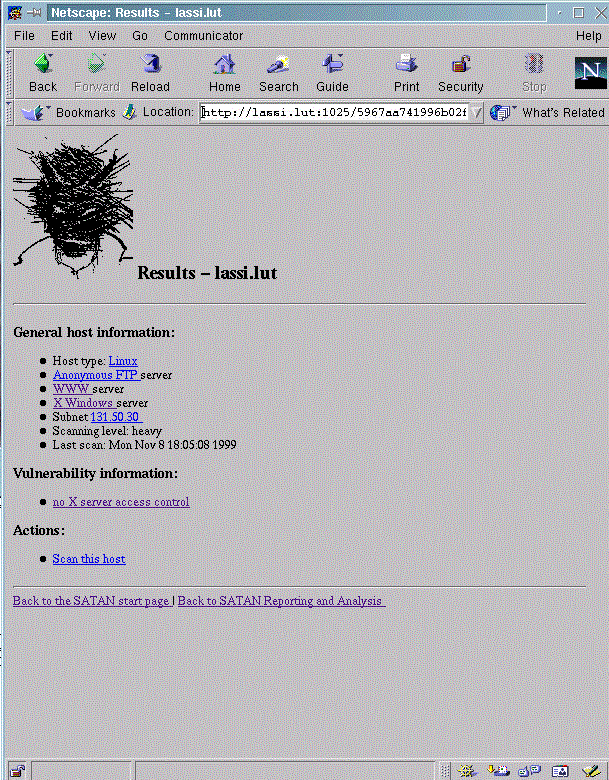 Netscape: Results – lassi.lut
File Edit View Go Communicator Help
Back Forward Reload Home Search Guide Print Security Stop N
Bookmarks Location: http://lassi.lut:1025/5967aa741996b02f What's Related
Results – lassi.lut
General host information:
Host type: Linux
Anonymous FTP server
WWW server
X Windows server
Subnet 131.50.30
Scanning level: heavy
Last scan: Mon Nov 8 18:05:08 1999
Vulnerability information:
no X server access control
Actions:
Scan this host
Back to the SATAN start page | Back to SATAN Reporting and Analysis